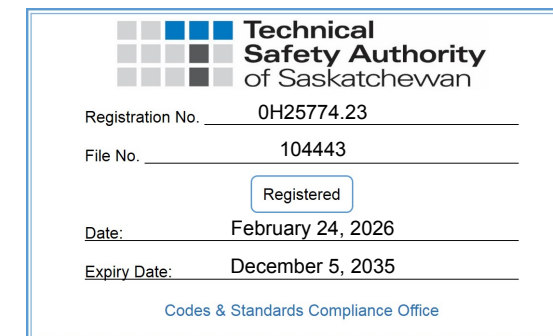 Technical
Safety Authority
of Saskatchewan
Registration No. 0H25774.23
File No. 104443
Registered
Date: February 24, 2026
Expiry Date: December 5, 2035
Codes & Standards Compliance Office